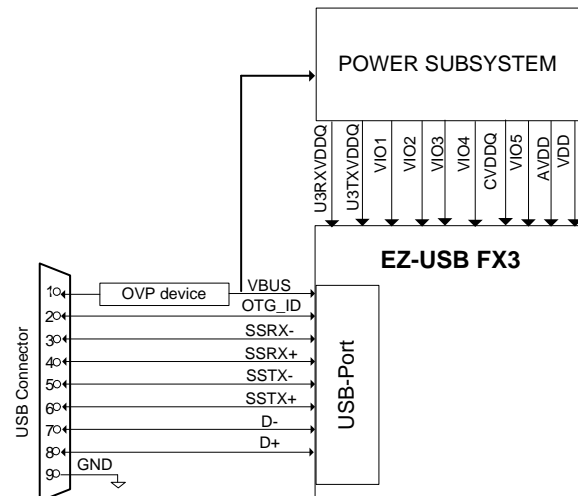 POWER SUBSYSTEM
U3RXVDDQ
U3TXVDDQ
VIO1
VIO2
VIO3
VIO4
CVDDQ
VIO5
AVDD
VDD
EZ-USB FX3
USB Connector
1
OVP device
VBUS
2
OTG_ID
3
SSRX-
4
SSRX+
5
SSTX-
6
SSTX+
7
D-
8
D+
9
GND
USB-Port